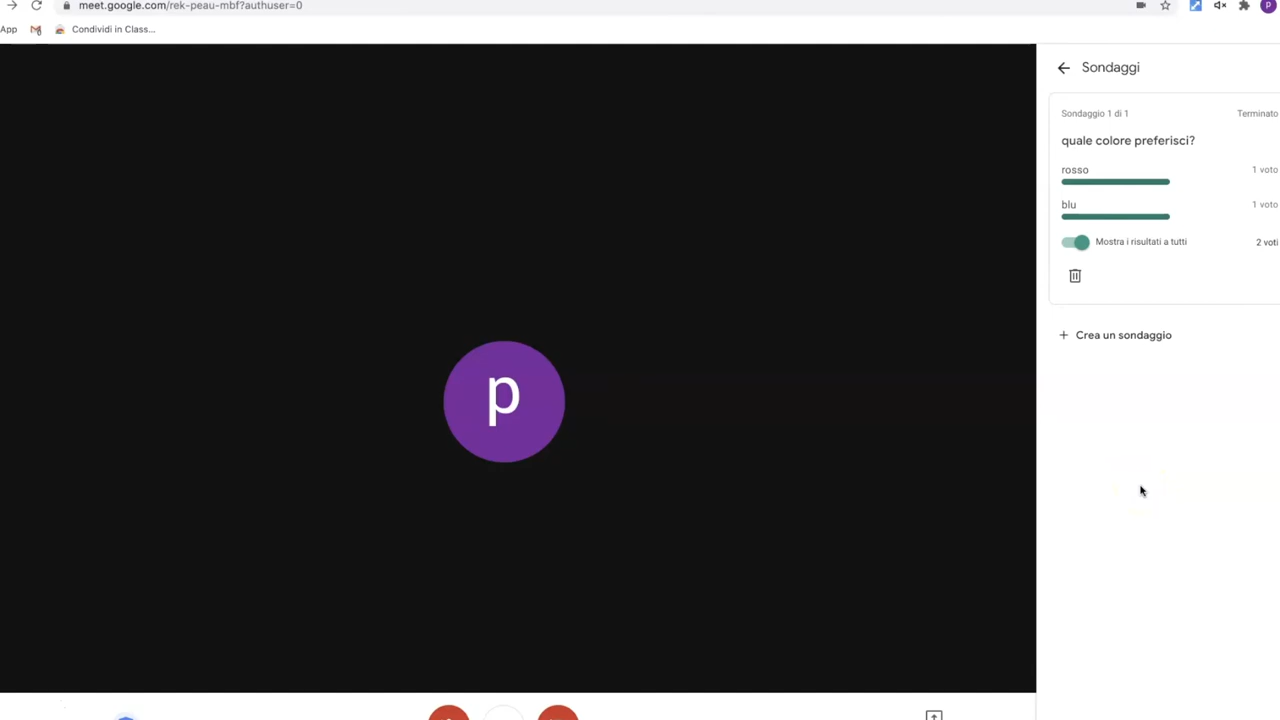 meet.google.com/rek-peau-mbf?authuser=0
P
App
Condividi in Class...
Sondaggi
Sondaggio 1 di 1
Terminato
quale colore preferisci?
rosso
1 voto
blu
1 voto
Mostra i risultati a tutti
2 voti
+ Crea un sondaggio
p